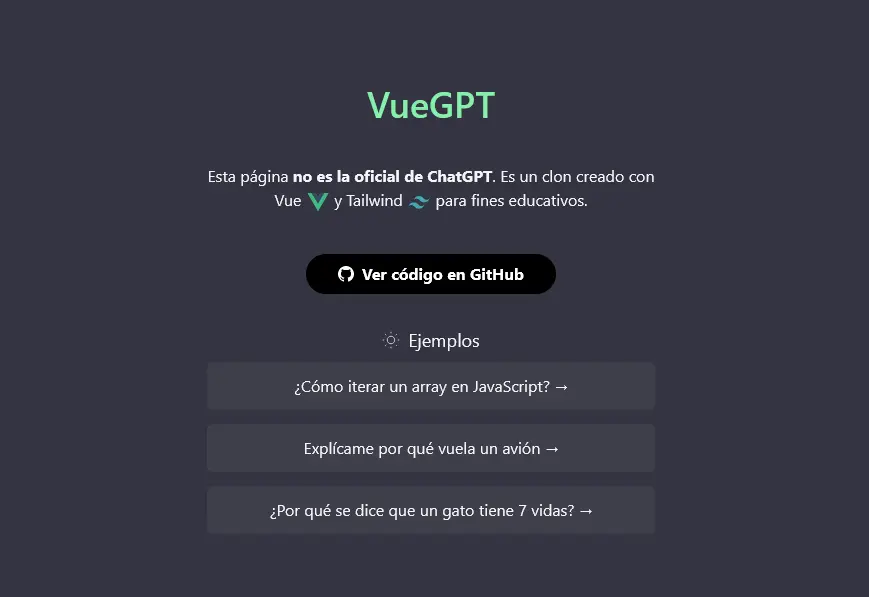 VueGPT
Esta página no es la oficial de ChatGPT. Es un clon creado con
Vue y Tailwind para fines educativos.
Ver código en GitHub
Ejemplos
¿Cómo iterar un array en JavaScript? →
Explícame por qué vuela un avión →
¿Por qué se dice que un gato tiene 7 vidas? →